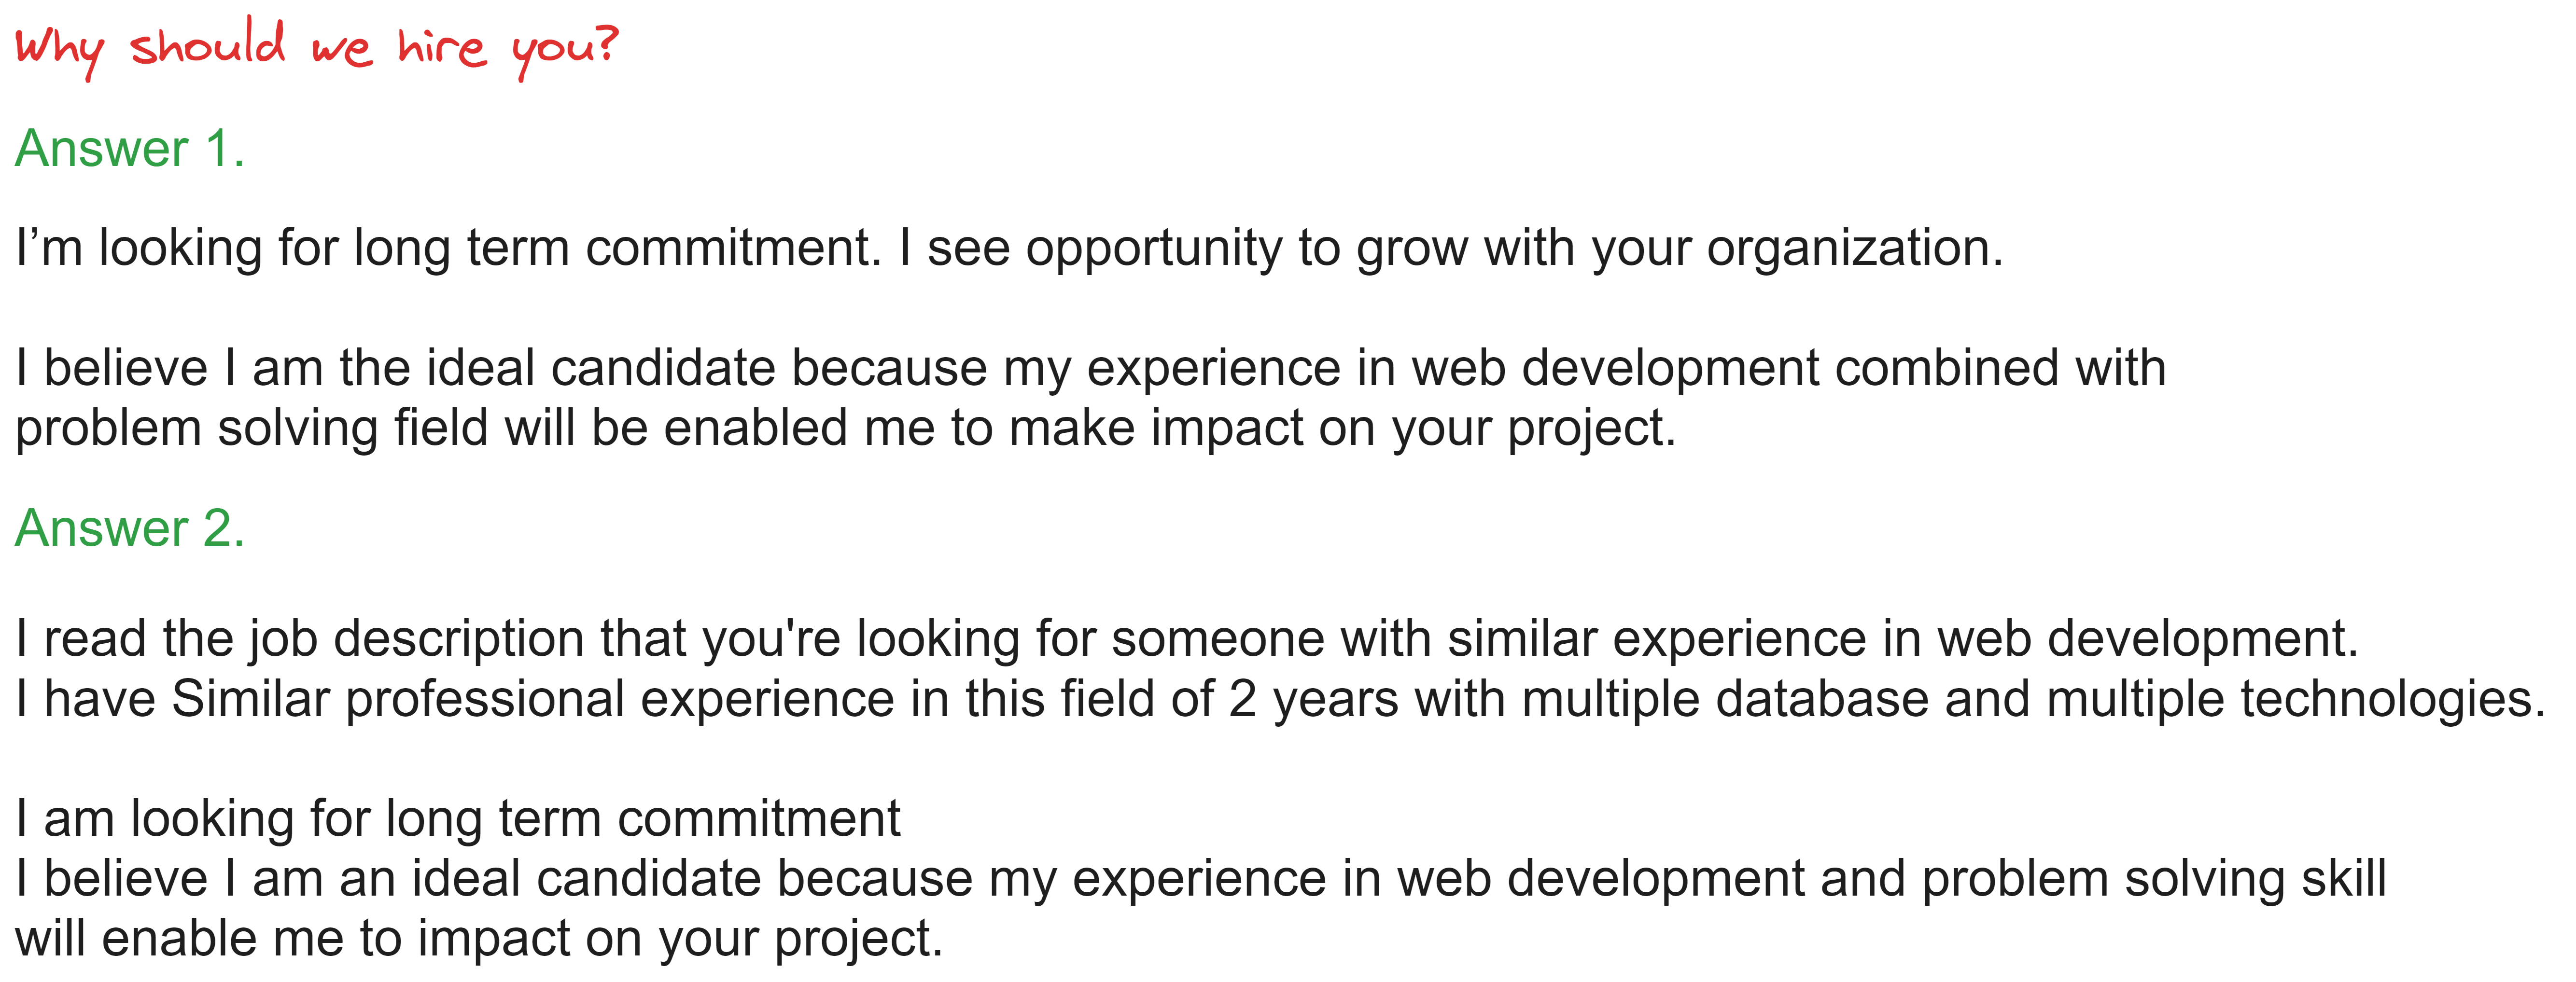 Why should we hire you?
Answer 1.
I’m looking for long term commitment. I see opportunity to grow with your organization.
I believe I am the ideal candidate because my experience in web development combined with
problem solving field will be enabled me to make impact on your project.
Answer 2.
I read the job description that you're looking for someone with similar experience in web development.
I have Similar professional experience in this field of 2 years with multiple database and multiple technologies.
I am looking for long term commitment
I believe I am an ideal candidate because my experience in web development and problem solving skill
will enable me to impact on your project.